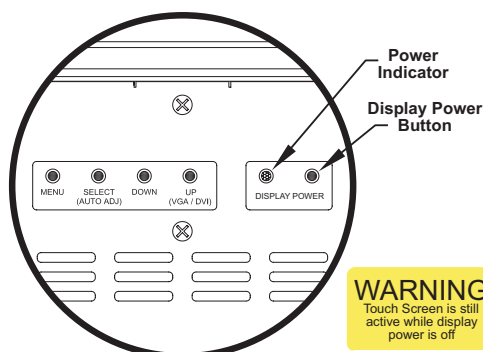 Power
Indicator
Display Power
Button
MENU
SELECT
(AUTO ADJ)
DOWN
UP
(VGA / DVI)
DISPLAY POWER
WARNING
Touch Screen is still
active while display
power is off